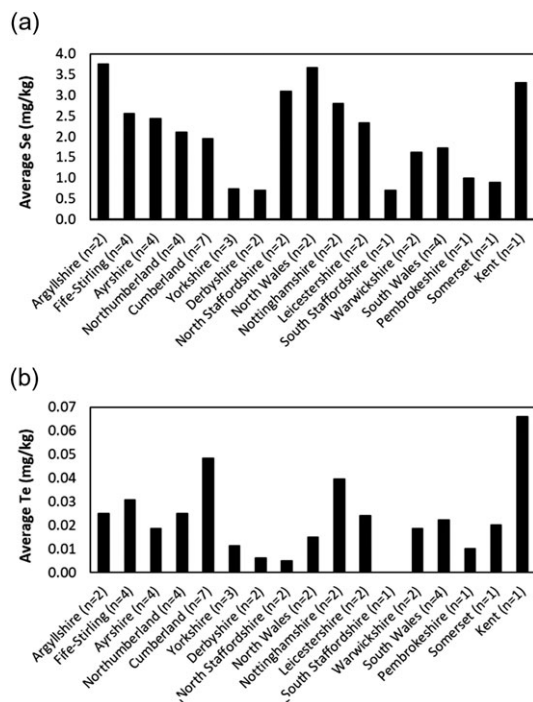 (a)
Average Se (mg/kg)
4.0
3.5
3.0
2.5
2.0
1.5
1.0
0.5
0.0
Argyllshire (n=2)
Fife-Stirling (n=4)
Ayrshire (n=4)
Northumberland (n=4)
Cumberland (n=7)
Yorkshire (n=3)
Derbyshire (n=2)
North Staffordshire (n=2)
North Wales (n=2)
Nottinghamshire (n=2)
Leicestershire (n=2)
South Staffordshire (n=1)
Warwickshire (n=2)
South Wales (n=4)
Pembrokeshire (n=1)
Somerset (n=1)
Kent (n=1)
(b)
Average Te (mg/kg)
0.07
0.06
0.05
0.04
0.03
0.02
0.01
0.00
Argyllshire (n=2)
Fife-Stirling (n=4)
Ayrshire (n=4)
Northumberland (n=4)
Cumberland (n=7)
Yorkshire (n=3)
Derbyshire (n=2)
North Staffordshire (n=2)
North Wales (n=2)
Nottinghamshire (n=2)
Leicestershire (n=2)
South Staffordshire (n=1)
Warwickshire (n=2)
South Wales (n=4)
Pembrokeshire (n=1)
Somerset (n=1)
Kent (n=1)